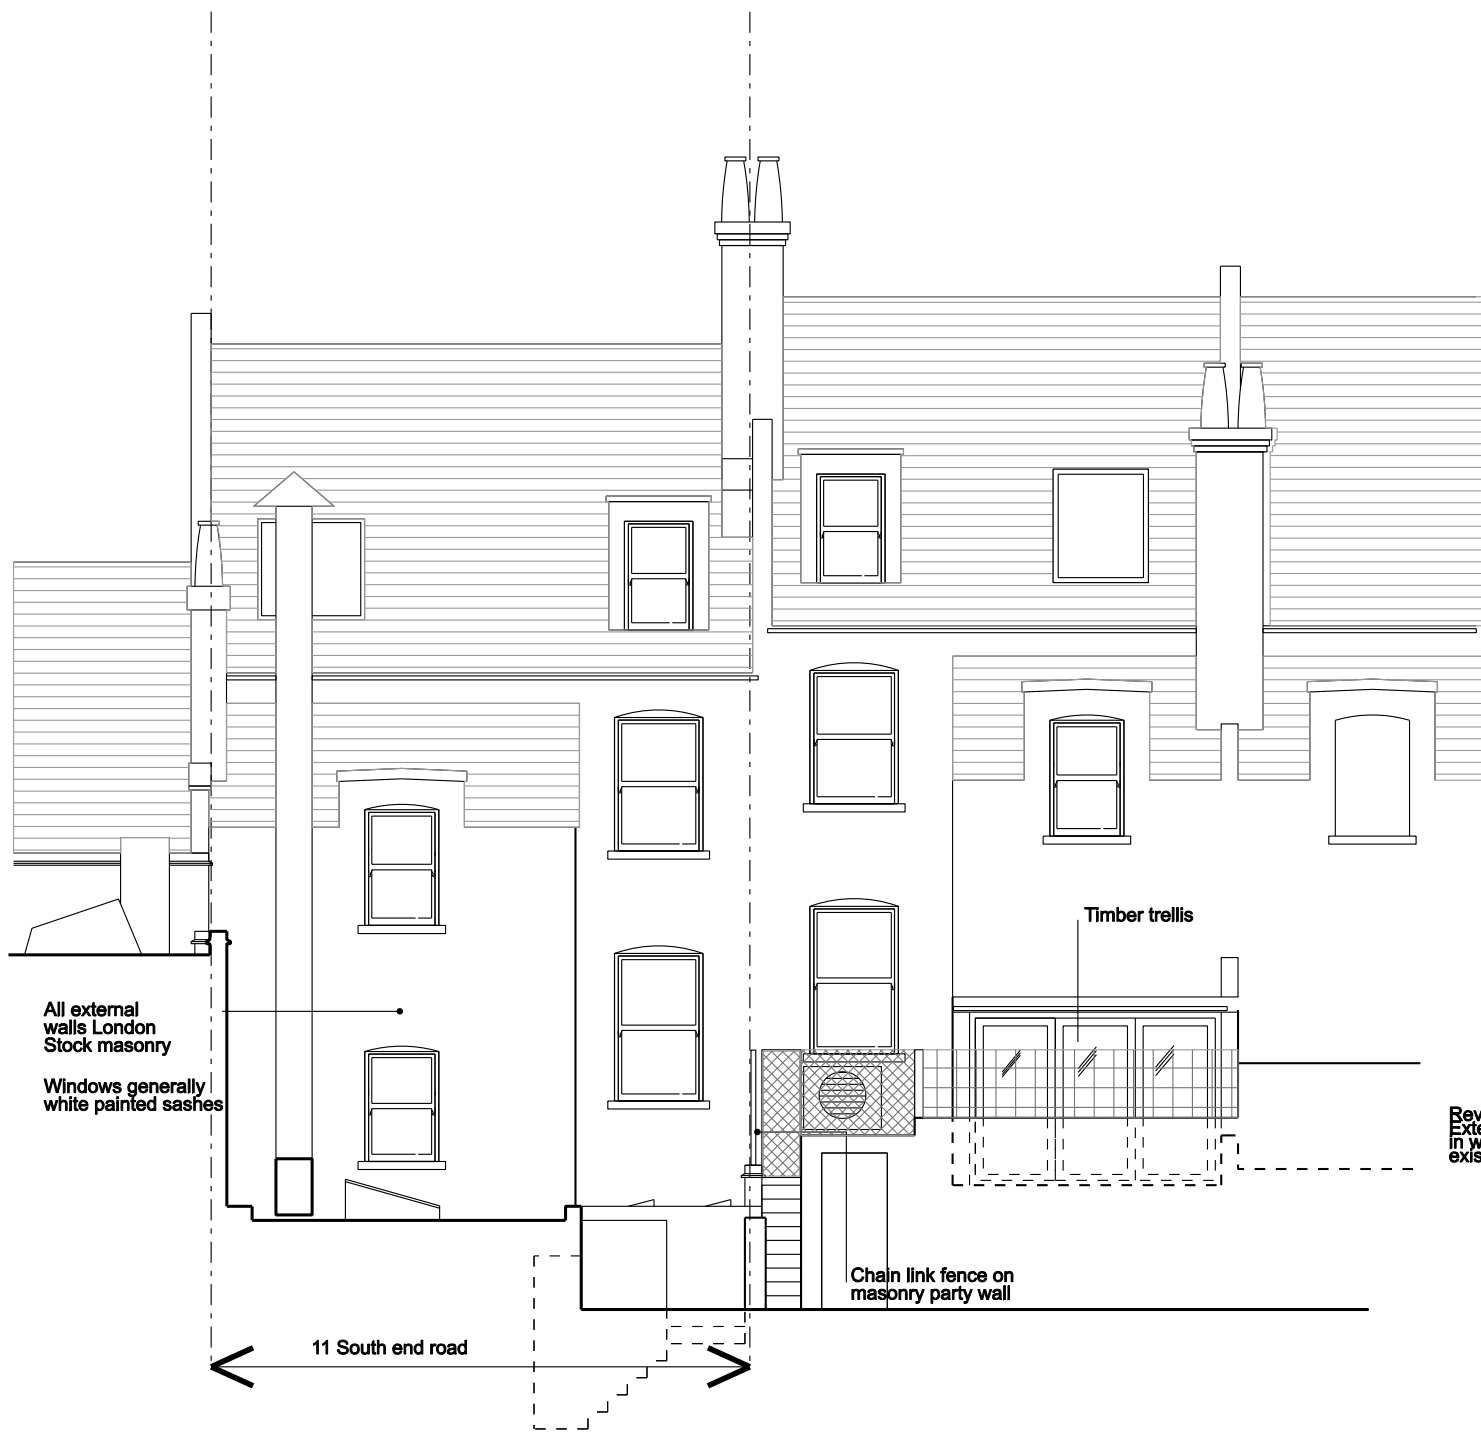 Timber trellis
All external
walls London
Stock masonry
Windows generally
white painted sashes
Chain link fence on
masonry party wall
11 South end road